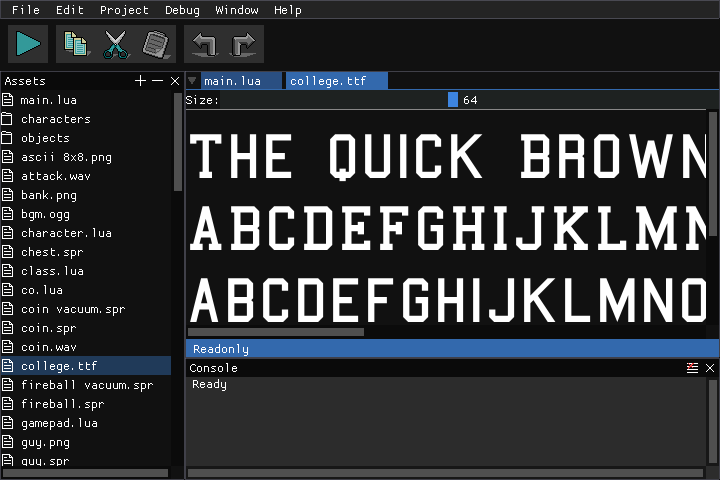 File Edit Project Debug Window Help
Assets
main.lua
characters
objects
ascii 8x8.png
attack.wav
bank.png
bgm.ogg
character.lua
chest.spr
class.lua
co.lua
coin vacuum.spr
coin.spr
coin.wav
college.ttf
fireball vacuum.spr
fireball.spr
gamepad.lua
guy.png
guy.spr
main.lua college.ttf
Size: 64
THE QUICK BROWN
ABCDEFGHIJKLMN
ABCDEFGHIJKLMNO
Readonly
Console
Ready